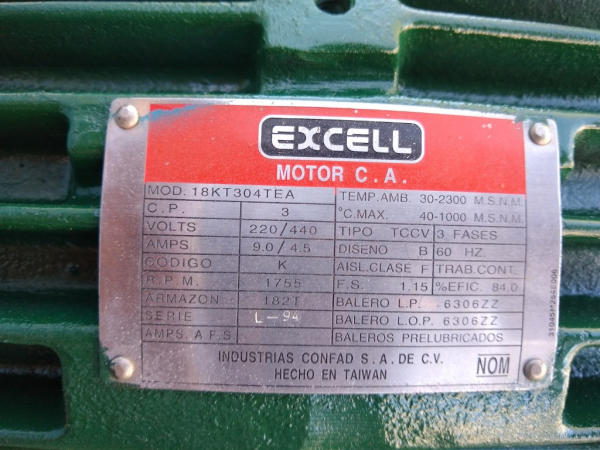 EXCELL
MOTOR C.A.
MOD. 18KT304TEA TEMP. AMB. 30-2300 M.S.N.M.
C.P. 3 °C.MAX. 40-1000 M.S.N.M.
VOLTS 220/440 TIPO TCCV 3 FASES
AMPS 9.0/4.5 DISENO B 60 HZ.
CODIGO K AISL.CLASE F TRAB.CONT.
R.P.M. 1755 F.S. 1.15 %EFIC. 84.0
ARMAZON 182T BALERO L.P. 6306ZZ
SERIE L-94 BALERO L.O.P. 6306ZZ
AMPS. A.F.S. BALEROS PRELUBRICADOS
INDUSTRIAS CONFAD S.A. DE C.V.
HECHO EN TAIWAN
NOM